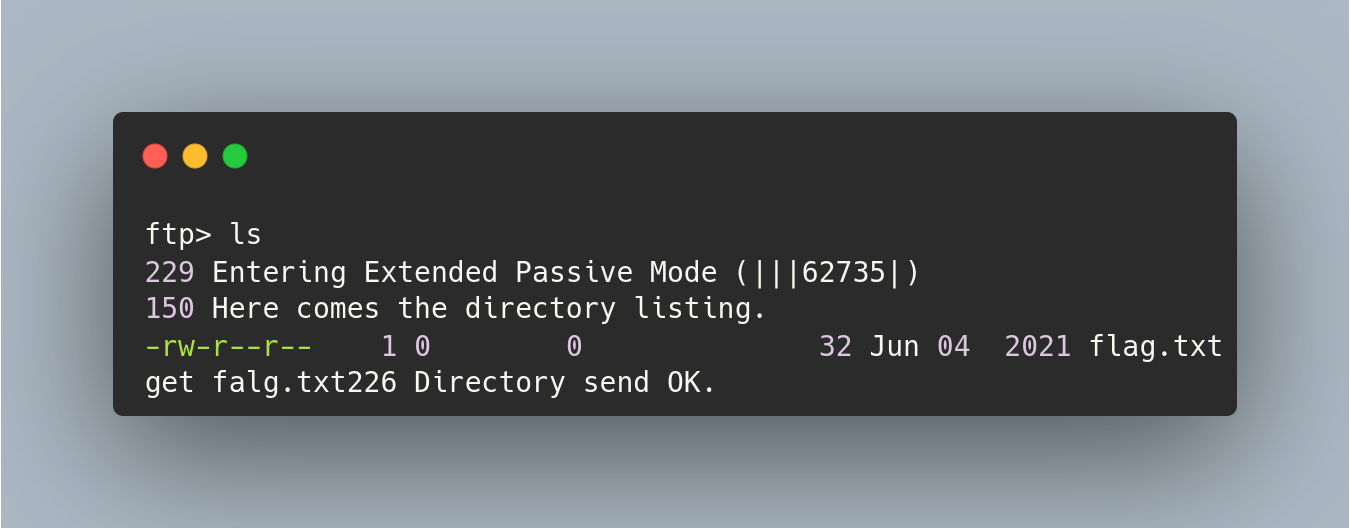 ftp> ls
229 Entering Extended Passive Mode (|||62735|)
150 Here comes the directory listing.
-rw-r--r--    1 0        0              32 Jun 04  2021 flag.txt
get falg.txt226 Directory send OK.